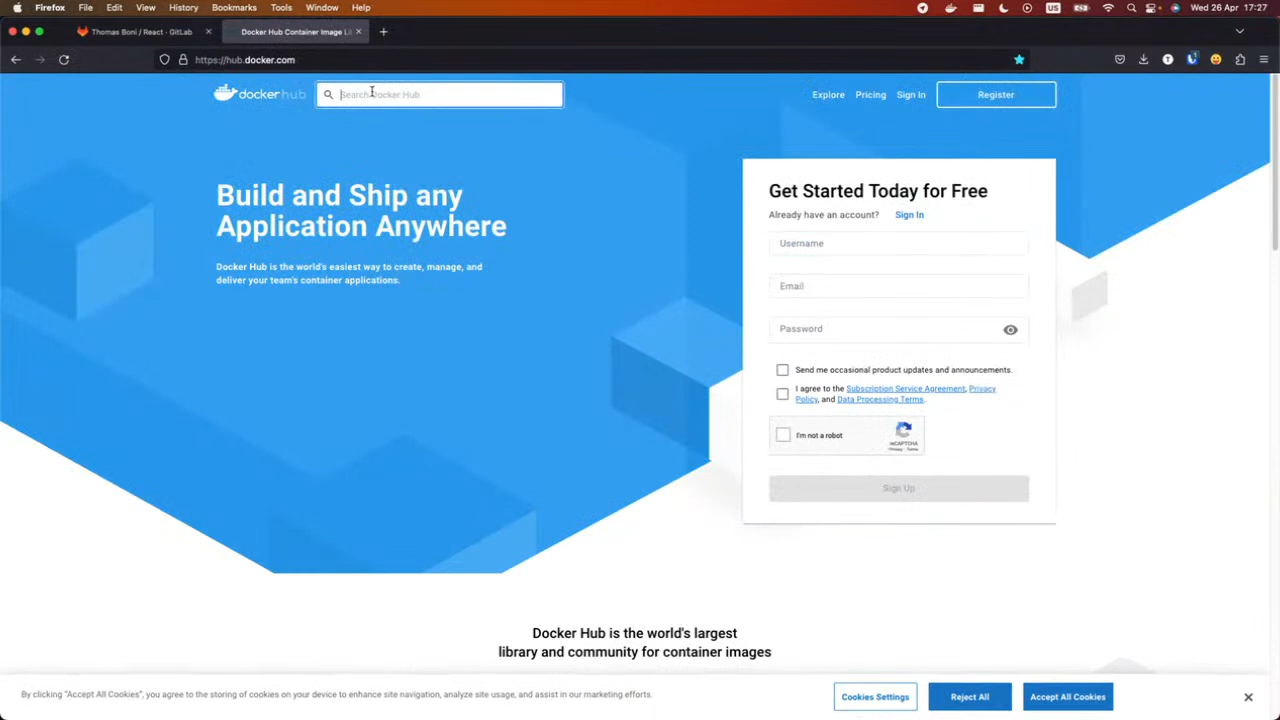 Firefox File Edit View History Bookmarks Tools Window Help US Wed 26 Apr 17:27
Thomas Boni / React · GitLab Docker Hub Container Image Li
https://hub.docker.com
dockerhub Search Docker Hub Explore Pricing Sign In Register
Build and Ship any
Application Anywhere
Docker Hub is the world's easiest way to create, manage, and
deliver your team's container applications.
Get Started Today for Free
Already have an account? Sign In
Username
Email
Password
Send me occasional product updates and announcements.
I agree to the Subscription Service Agreement, Privacy
Policy, and Data Processing Terms.
I'm not a robot
reCAPTCHA
Privacy - Terms
Sign Up
Docker Hub is the world's largest
library and community for container images
By clicking "Accept All Cookies", you agree to the storing of cookies on your device to enhance site navigation, analyze site usage, and assist in our marketing efforts.
Cookies Settings Reject All Accept All Cookies